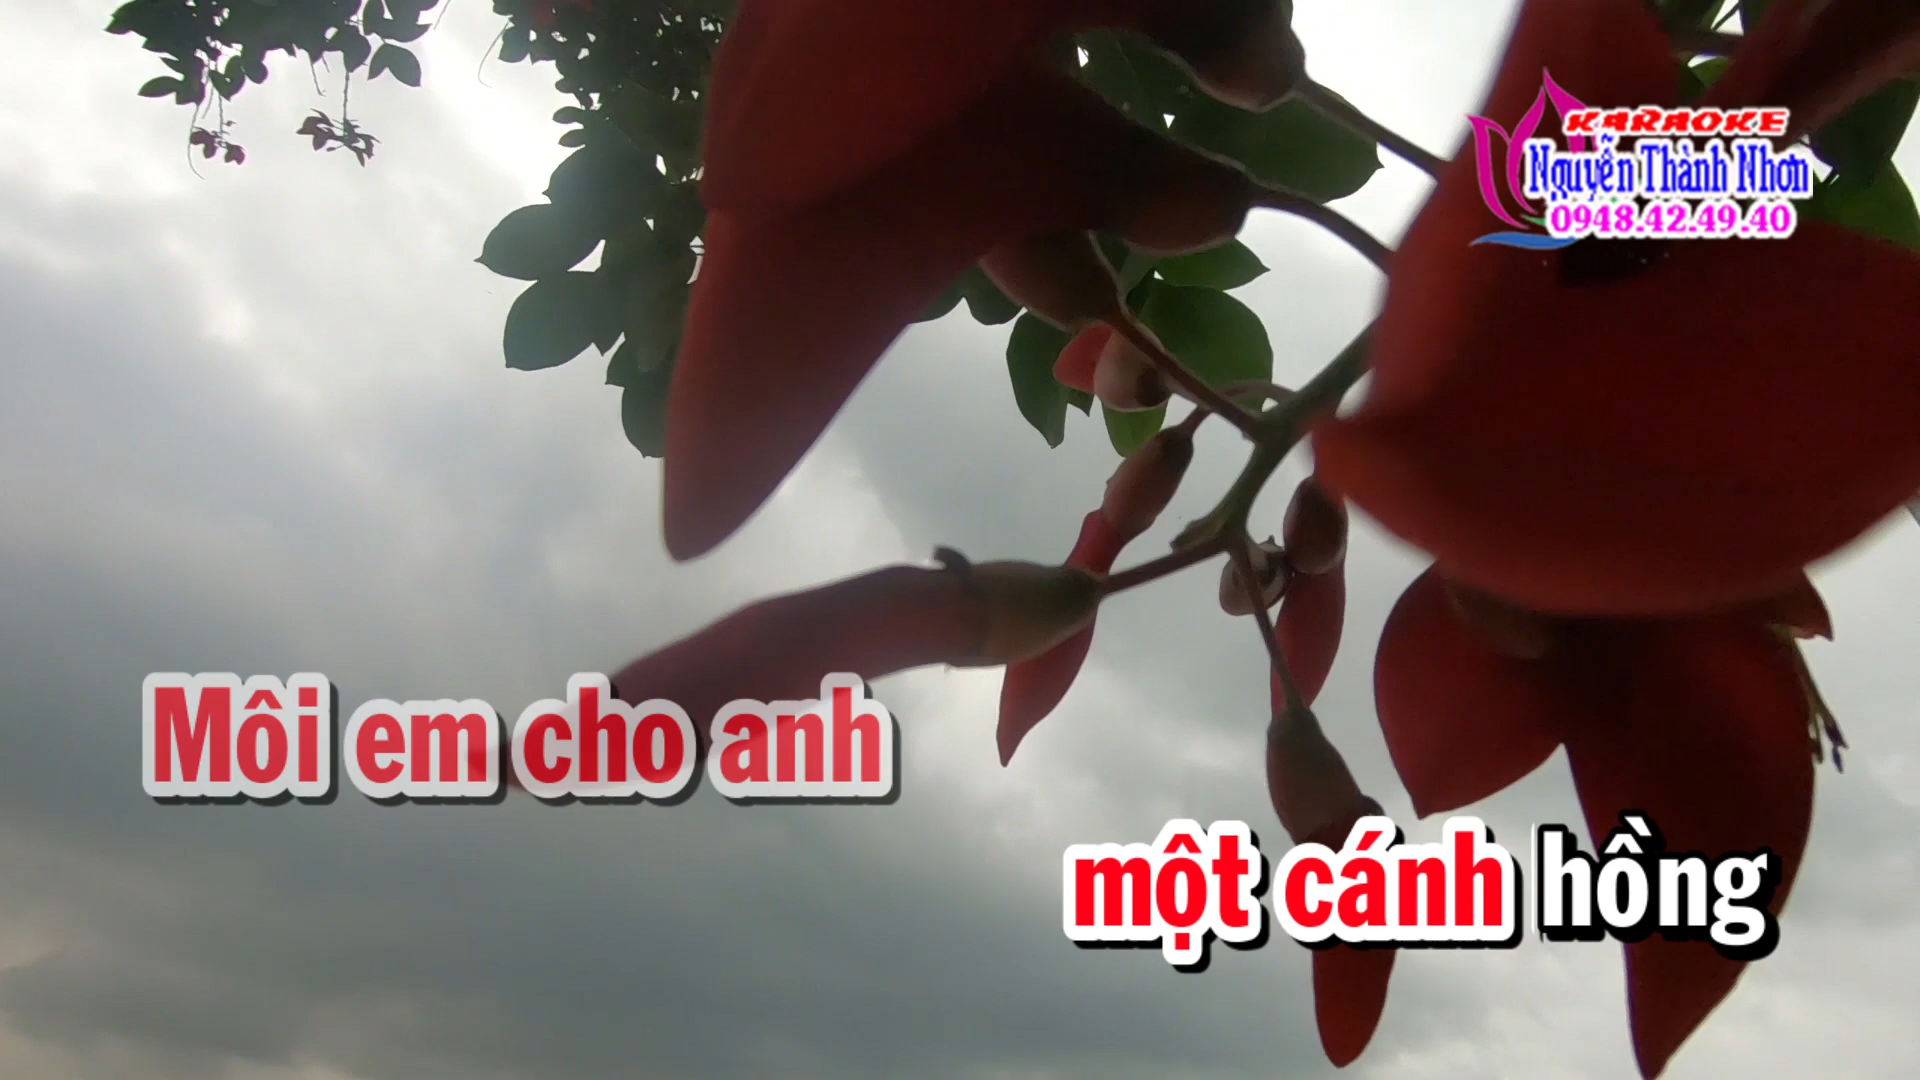 KARAOKE
Nguyễn Thành Nhơn
0948.42.49.40
Môi em cho anh
một cánh hồng